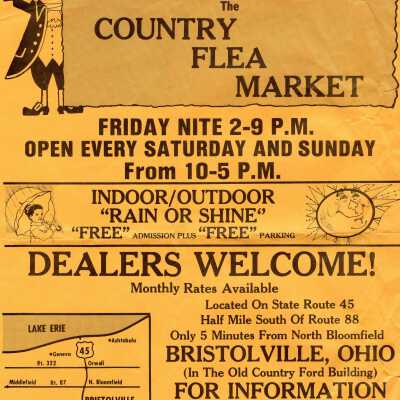 The
COUNTRY
FLEA
MARKET
FRIDAY NITE 2-9 P.M.
OPEN EVERY SATURDAY AND SUNDAY
From 10-5 P.M.
INDOOR/OUTDOOR
"RAIN OR SHINE"
"FREE" ADMISSION PLUS "FREE" PARKING
DEALERS WELCOME!
Monthly Rates Available
Located On State Route 45
Half Mile South Of Route 88
Only 5 Minutes From North Bloomfield
BRISTOLVILLE, OHIO
(In The Old Country Ford Building)
FOR INFORMATION
LAKE ERIE
Ashtabula
45
Geneva
Rt. 322 Orwell
Middlefield Rt. 87 N. Bloomfield
BRISTOLVILLE